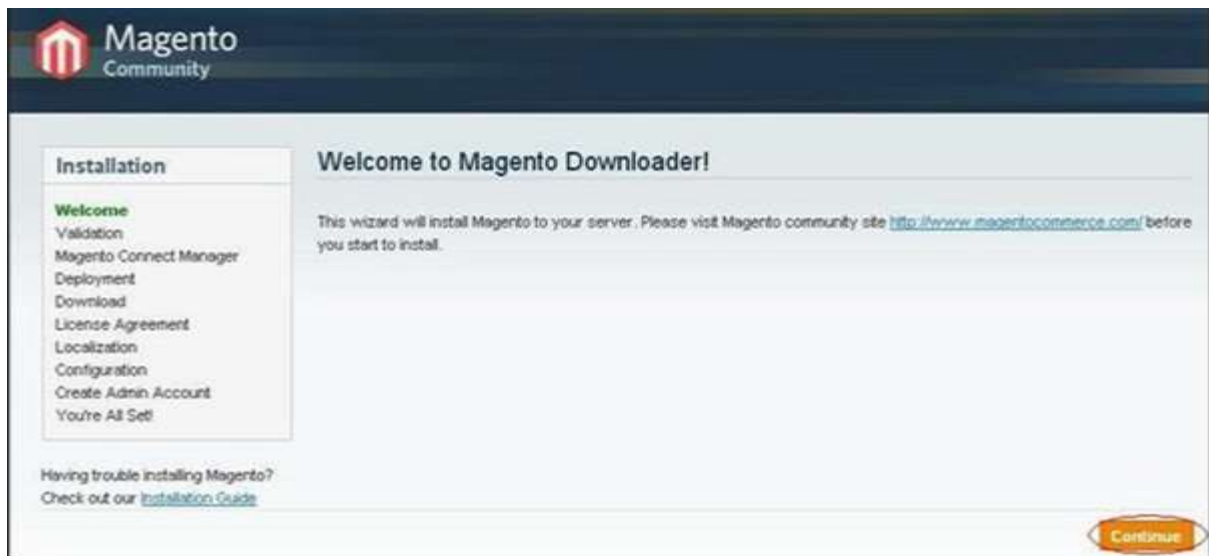 Magento
Community
Installation
Welcome
Validation
Magento Connect Manager
Deployment
Download
License Agreement
Localization
Configuration
Create Admin Account
You're All Set!
Having trouble installing Magento?
Check out our Installation Guide
Welcome to Magento Downloader!
This wizard will install Magento to your server. Please visit Magento community site http://www.magentocommerce.com/ before
you start to install.
Continue